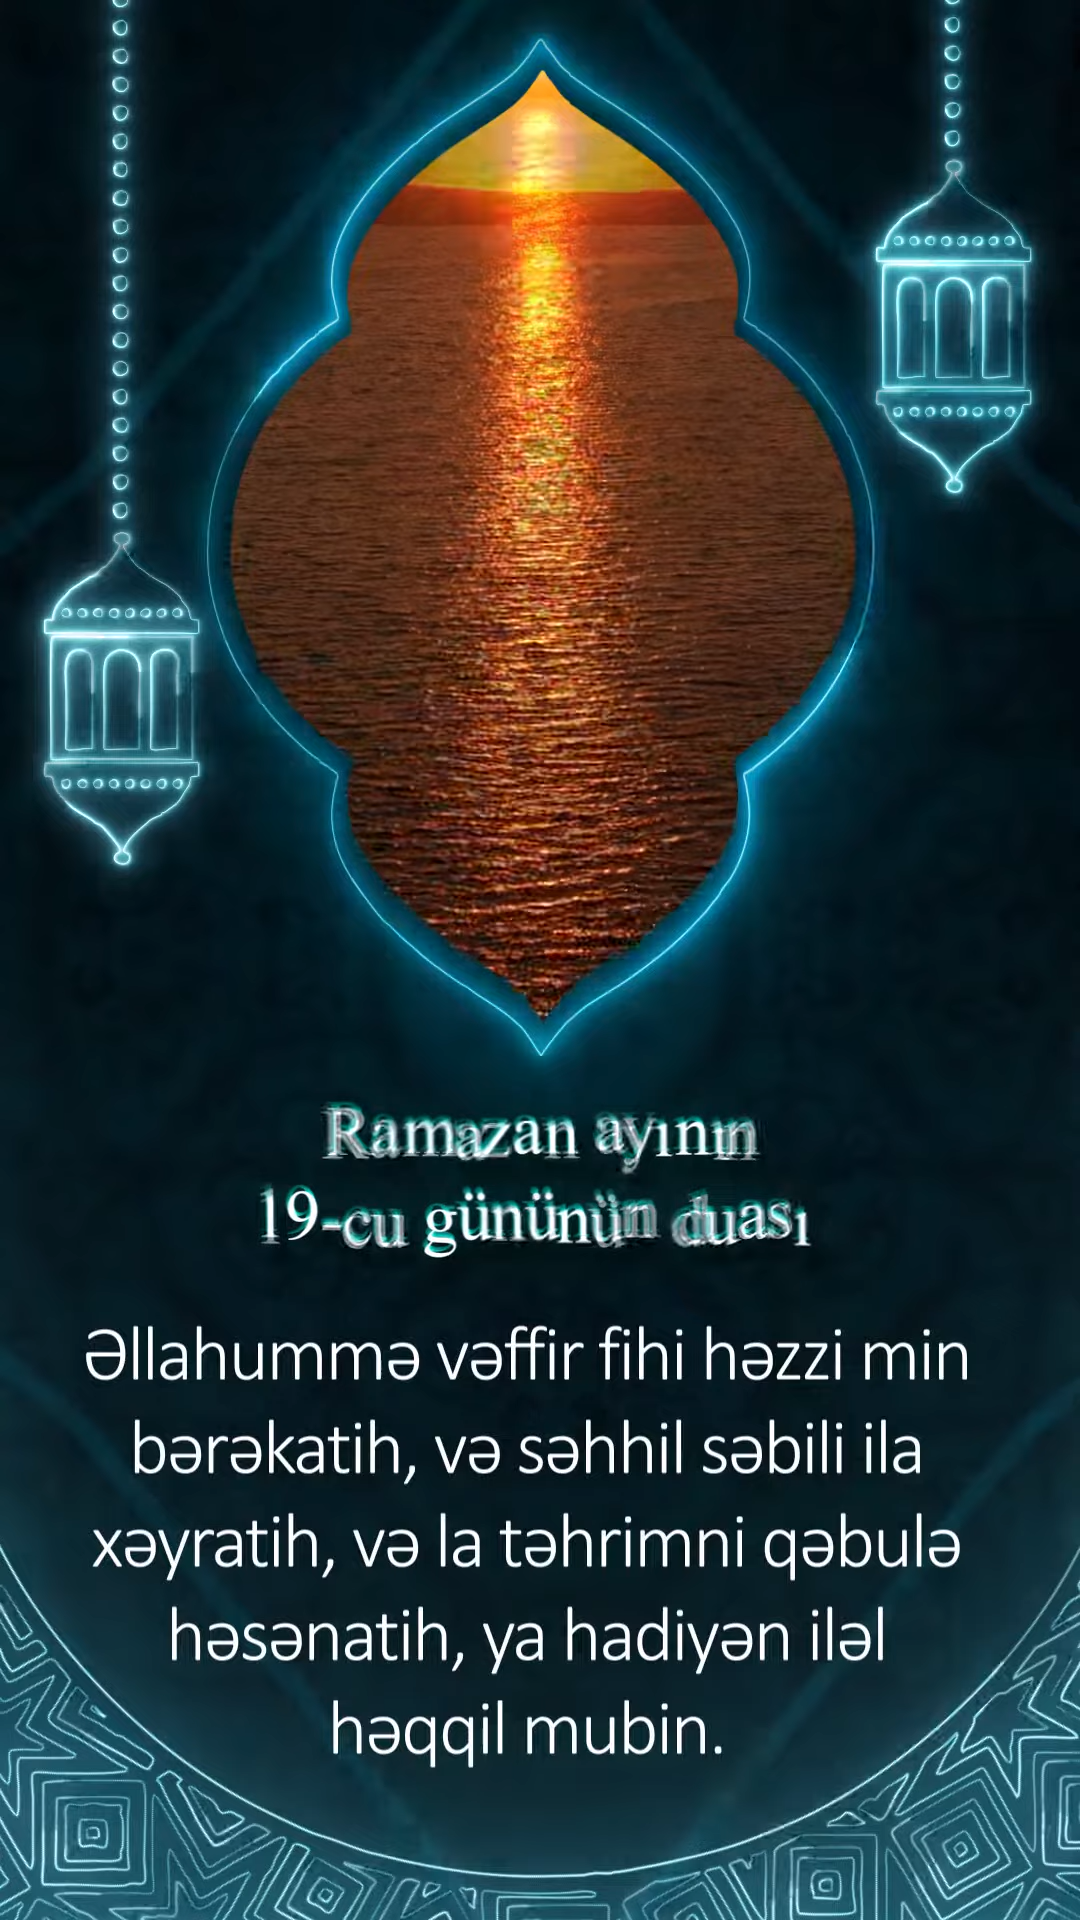 Ramazan ayının
19-cu gününün duası
Əllahummə vəffir fihi həzzi min
bərəkatih, və səhhil səbili ila
xəyratih, və la təhrimni qəbulə
həsənatih, ya hadiyən iləl
həqqil mubin.